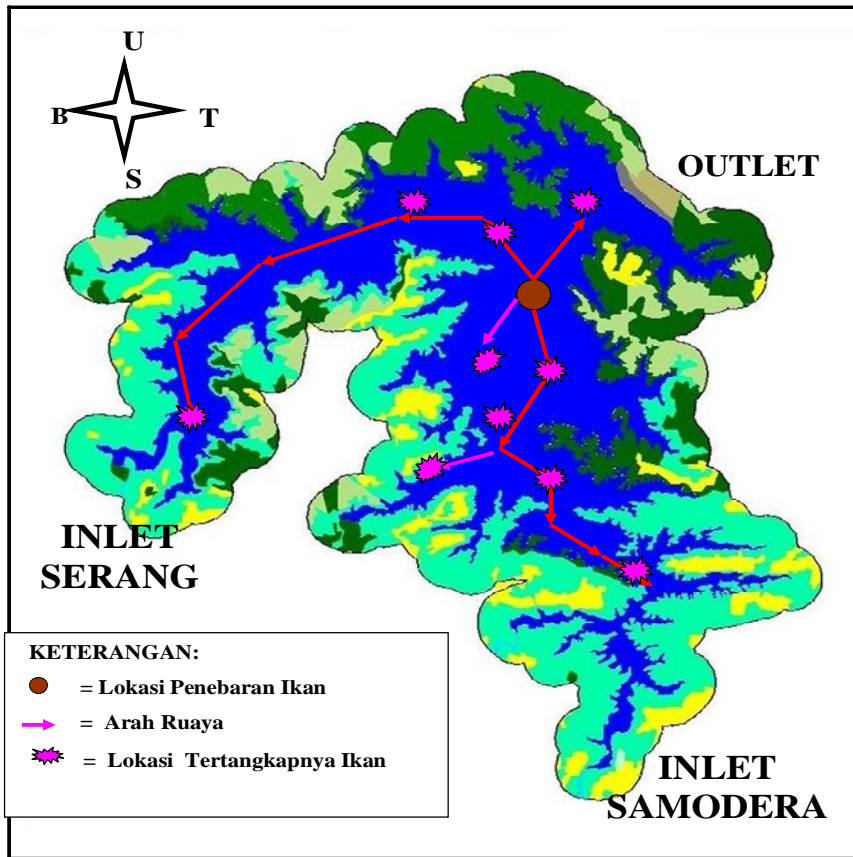 U
B
T
S
OUTLET
INLET
SERANG
KETERANGAN:
= Lokasi Penebaran Ikan
= Arah Ruaya
= Lokasi Tertangkapnya Ikan
INLET
SAMODERA